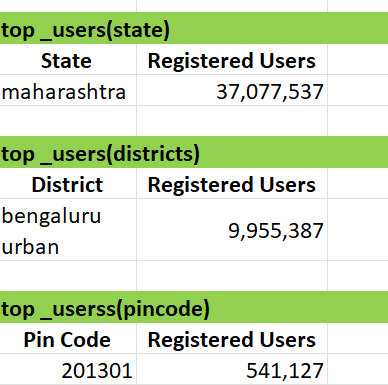 top _users(state)
State Registered Users
maharashtra 37,077,537
top _users(districts)
District Registered Users
bengaluru
urban 9,955,387
top _userss(pincode)
Pin Code Registered Users
201301 541,127